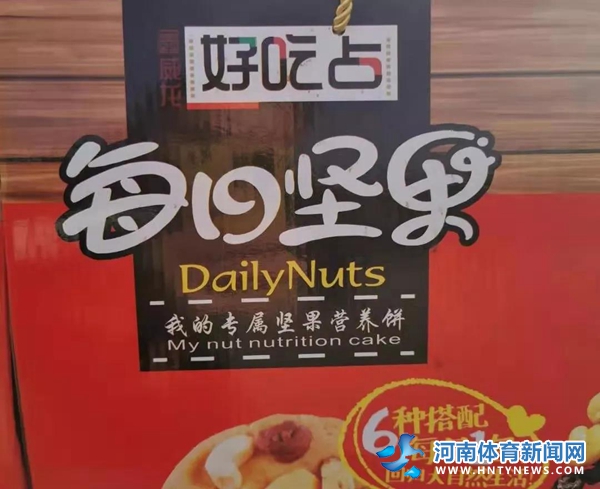 鑫威龙
好吃占
每日坚果
DailyNuts
我的专属坚果营养饼
My nut nutrition cake
6种搭配
河南体育新闻网
WWW.HNTYNEWS.COM